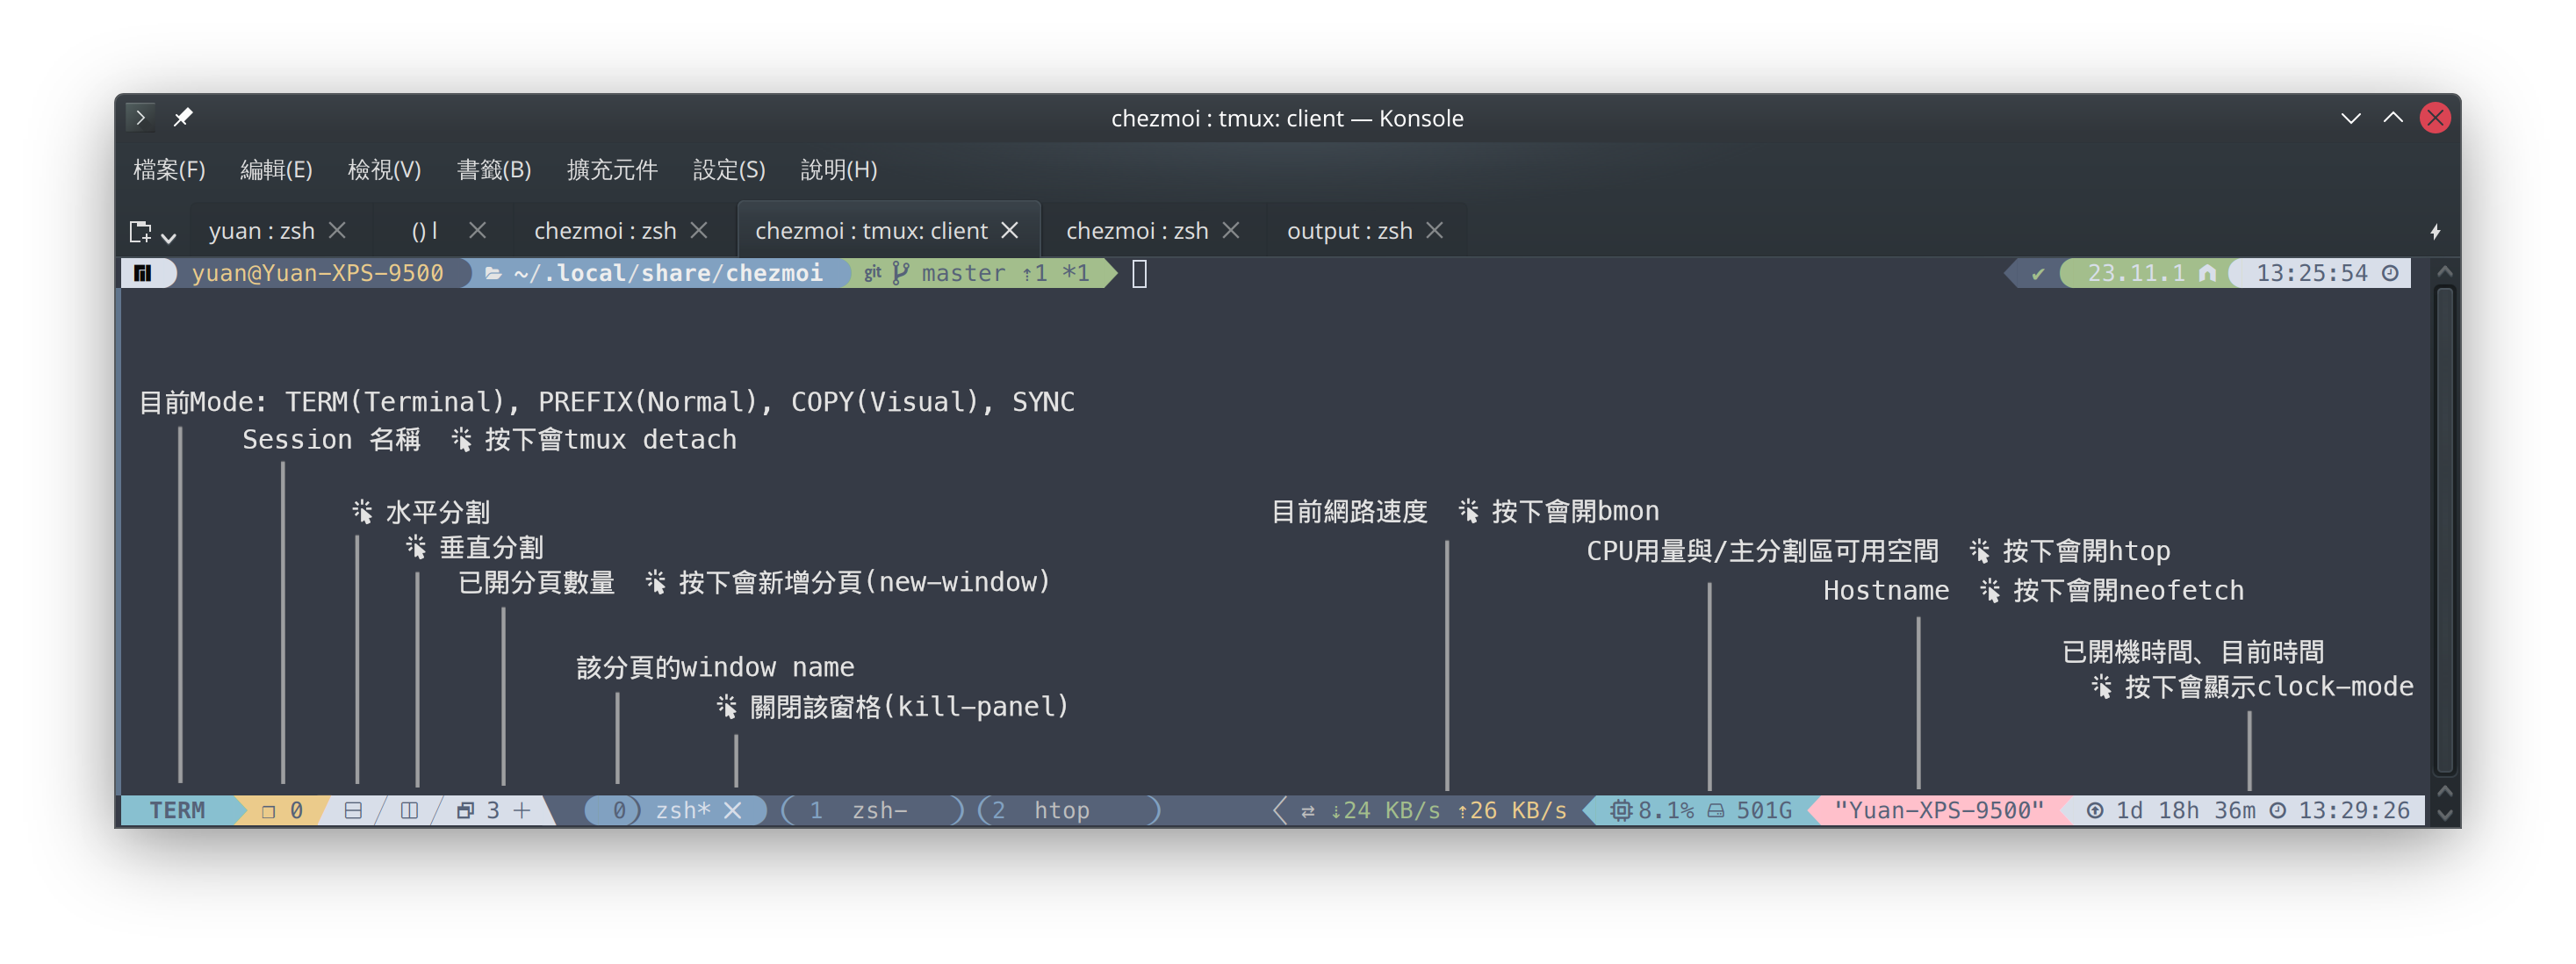 chezmoi : tmux: client — Konsole
檔案(F) 編輯(E) 檢視(V) 書籤(B) 擴充元件 設定(S) 說明(H)
yuan : zsh () l chezmoi : zsh chezmoi : tmux: client chezmoi : zsh output : zsh
yuan@Yuan-XPS-9500 ~/.local/share/chezmoi git master ⇡1 *1 ✔ 23.11.1 13:25:54
目前Mode: TERM(Terminal), PREFIX(Normal), COPY(Visual), SYNC
Session 名稱 按下會tmux detach
水平分割
目前網路速度 按下會開bmon
垂直分割
CPU用量與/主分割區可用空間 按下會開htop
已開分頁數量 按下會新增分頁(new-window)
Hostname 按下會開neofetch
該分頁的window name
已開機時間、目前時間
按下會顯示clock-mode
關閉該窗格(kill-panel)
TERM 0 3 + 0 zsh* 1 zsh- 2 htop ⇄ ⇣24 KB/s ⇡26 KB/s 8.1% 501G "Yuan-XPS-9500" 1d 18h 36m 13:29:26